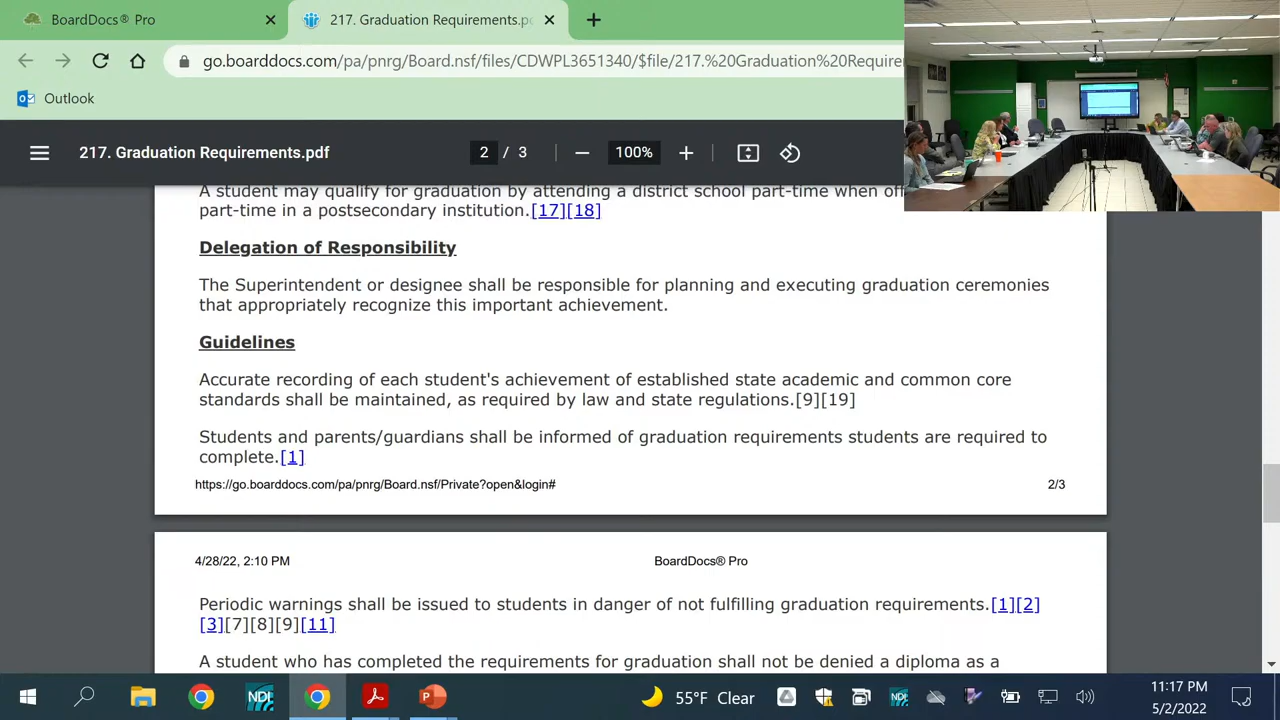 BoardDocs® Pro
217. Graduation Requirements.p
go.boarddocs.com/pa/pnrg/Board.nsf/files/CDWPL3651340/$file/217.%20Graduation%20Require
Outlook
217. Graduation Requirements.pdf
2 / 3
100%
A student may qualify for graduation by attending a district school part-time when
part-time in a postsecondary institution.[17][18]
Delegation of Responsibility
The Superintendent or designee shall be responsible for planning and executing graduation ceremonies
that appropriately recognize this important achievement.
Guidelines
Accurate recording of each student's achievement of established state academic and common core
standards shall be maintained, as required by law and state regulations.[9][19]
Students and parents/guardians shall be informed of graduation requirements students are required to
complete.[1]
https://go.boarddocs.com/pa/pnrg/Board.nsf/Private?open&login#
2/3
4/28/22, 2:10 PM
BoardDocs® Pro
Periodic warnings shall be issued to students in danger of not fulfilling graduation requirements.[1][2]
[3][7][8][9][11]
A student who has completed the requirements for graduation shall not be denied a diploma as a
NDI
55°F Clear
NDI
11:17 PM
5/2/2022